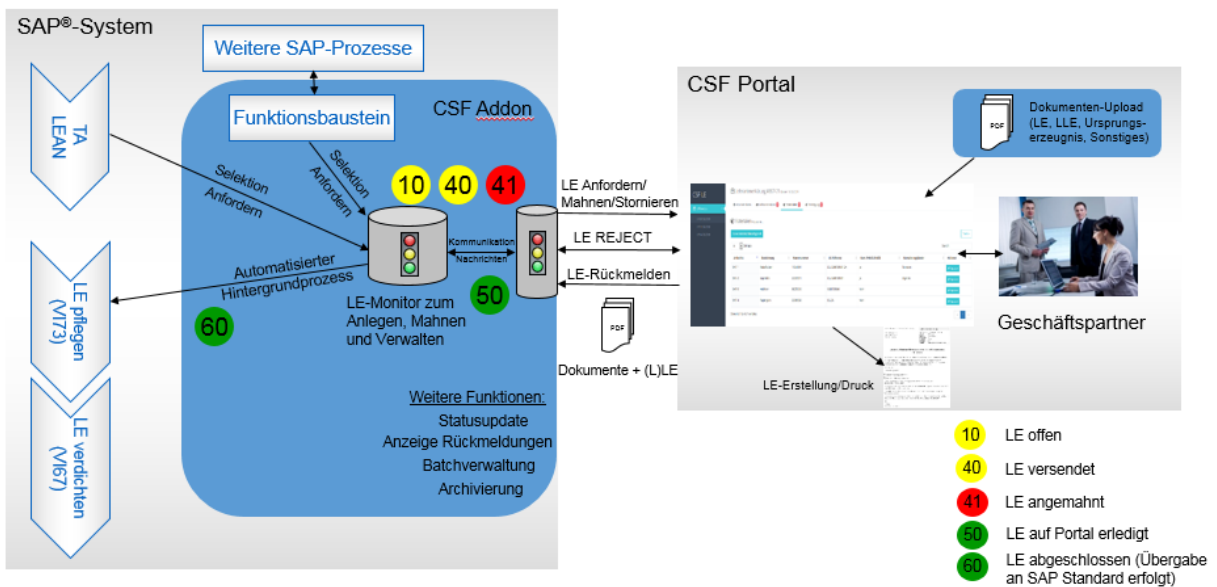 SAP®-System
Weitere SAP-Prozesse
Funktionsbaustein
CSF Addon
TA
LEAN
Selektion
Anfordern
Selektion
Anfordern
10
40
41
Kommunikation
Nachrichten
50
Automatisierter
Hintergrundprozess
60
LE-Monitor zum
Anlegen, Mahnen
und Verwalten
LE pflegen
(VI73)
LE verdichten
(VI67)
Weitere Funktionen:
Statusupdate
Anzeige Rückmeldungen
Batchverwaltung
Archivierung
LE Anfordern/
Mahnen/Stornieren
LE REJECT
LE-Rückmelden
PDF
Dokumente + (L)LE
CSF Portal
PDF
Dokumenten-Upload
(LE, LLE, Ursprungs-
erzeugnis, Sonstiges)
CSF LE
LE-Erstellung/Druck
Geschäftspartner
10 LE offen
40 LE versendet
41 LE angemahnt
50 LE auf Portal erledigt
60 LE abgeschlossen (Übergabe
an SAP Standard erfolgt)